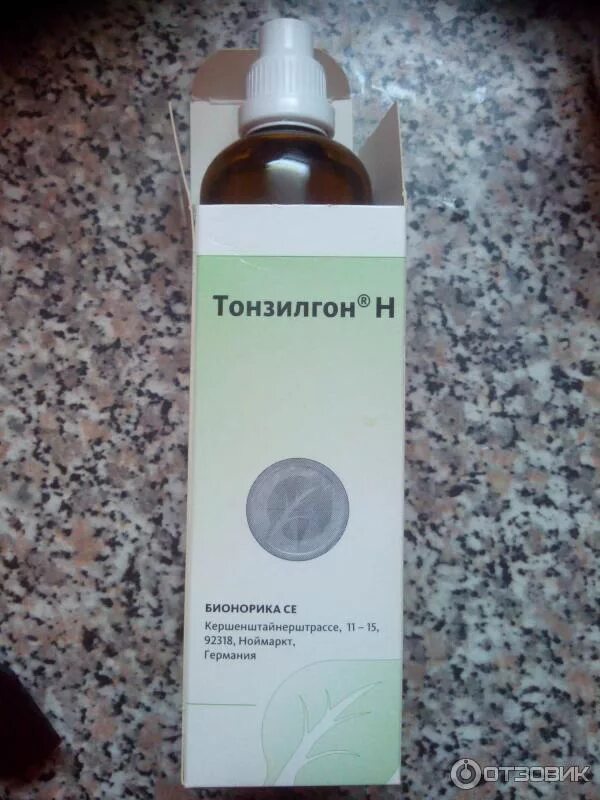 Тонзилгон® Н
БИОНОРИКА СЕ
Кершенштайнерштрассе, 11 – 15,
92318, Ноймаркт,
Германия
ОТЗОВИК